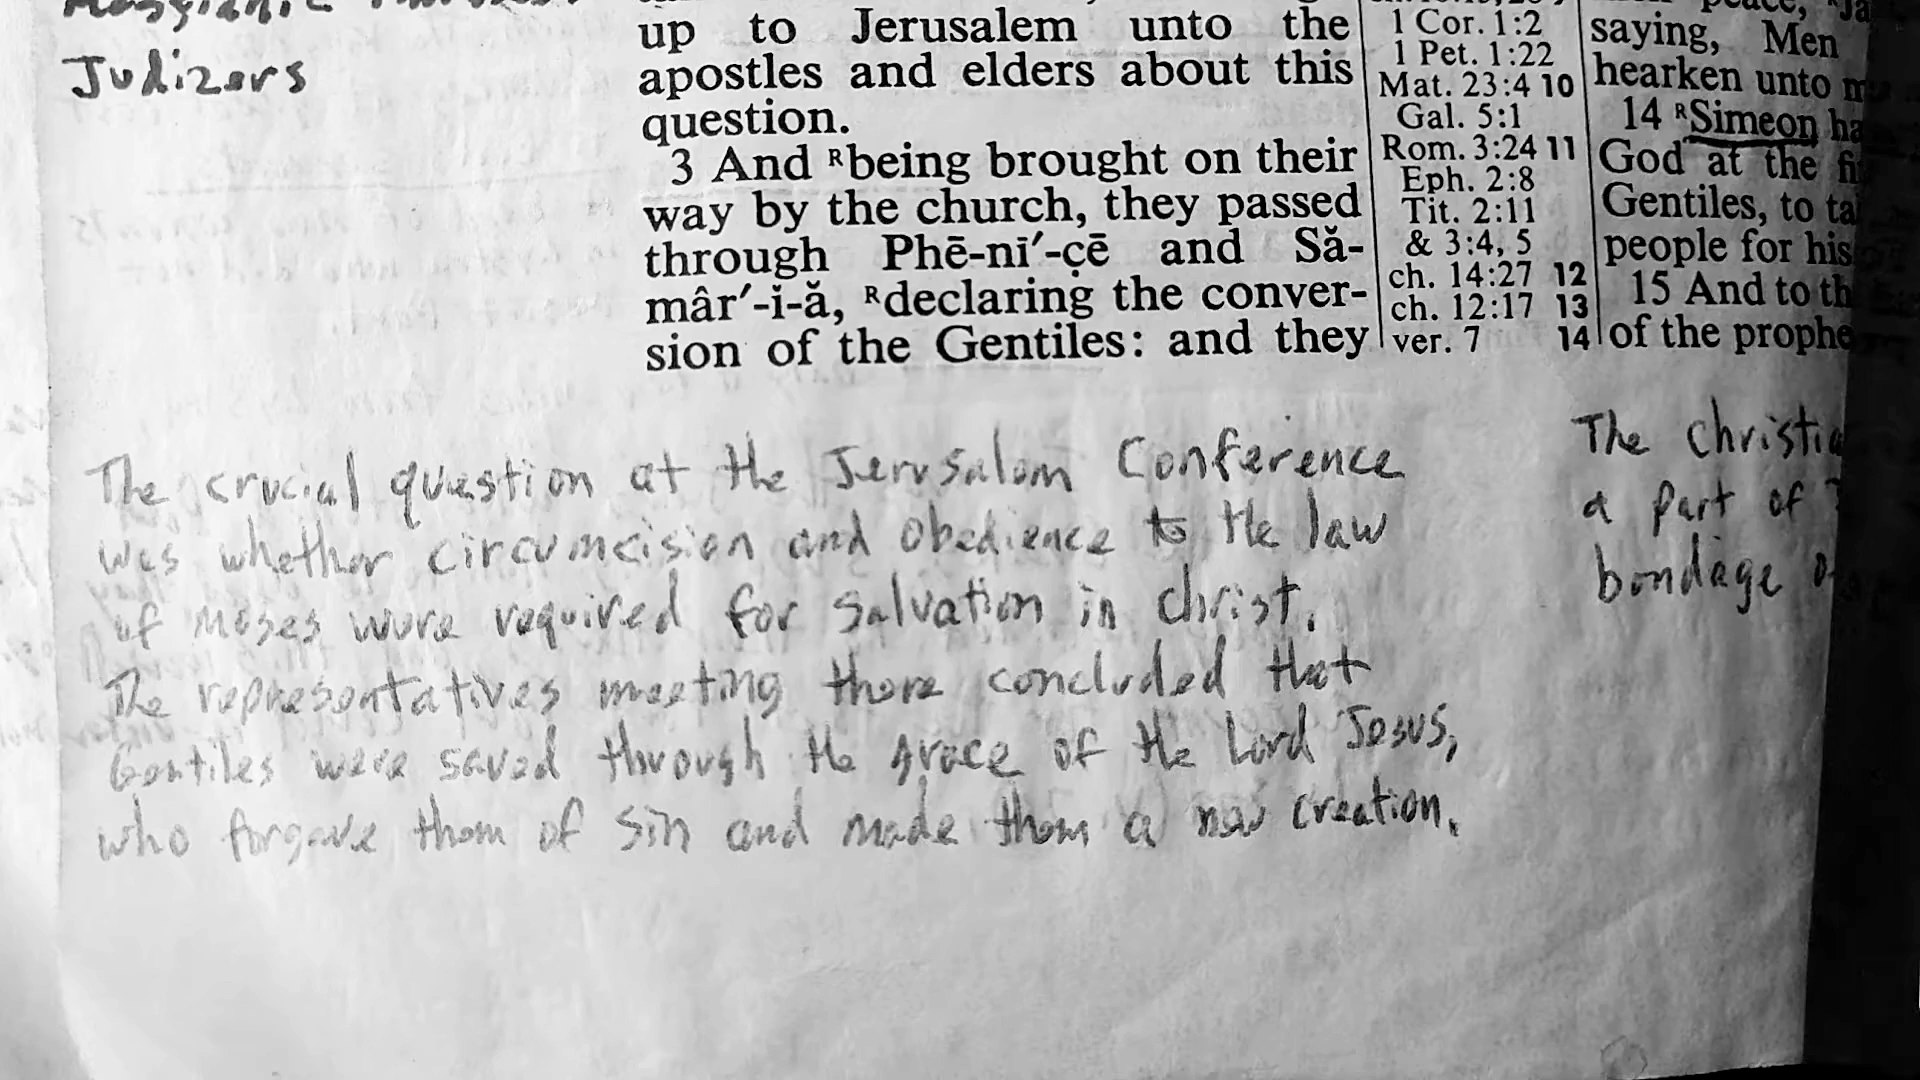 Judizers
up to Jerusalem unto the
apostles and elders about this
question.
3 And ᴿbeing brought on their
way by the church, they passed
through Phē-nī′-çē and Să-
mâr′-ĭ-ă, ᴿdeclaring the conver-
sion of the Gentiles: and they
1 Cor. 1:2
1 Pet. 1:22
Mat. 23:4 10
Gal. 5:1
Rom. 3:24 11
Eph. 2:8
Tit. 2:11
& 3:4, 5
ch. 14:27 12
ch. 12:17 13
ver. 7 14
saying, Men
hearken unto
14 ᴿSimeon ha
God at the fi
Gentiles, to ta
people for his
15 And to th
of the prophe
The crucial question at the Jerusalem Conference
was whether circumcision and obedience to the law
of moses were required for salvation in christ.
The representatives meeting there concluded that
Gentiles were saved through the grace of the Lord Jesus,
who forgave them of sin and made them a new creation.
The Christia
a part of
bondage